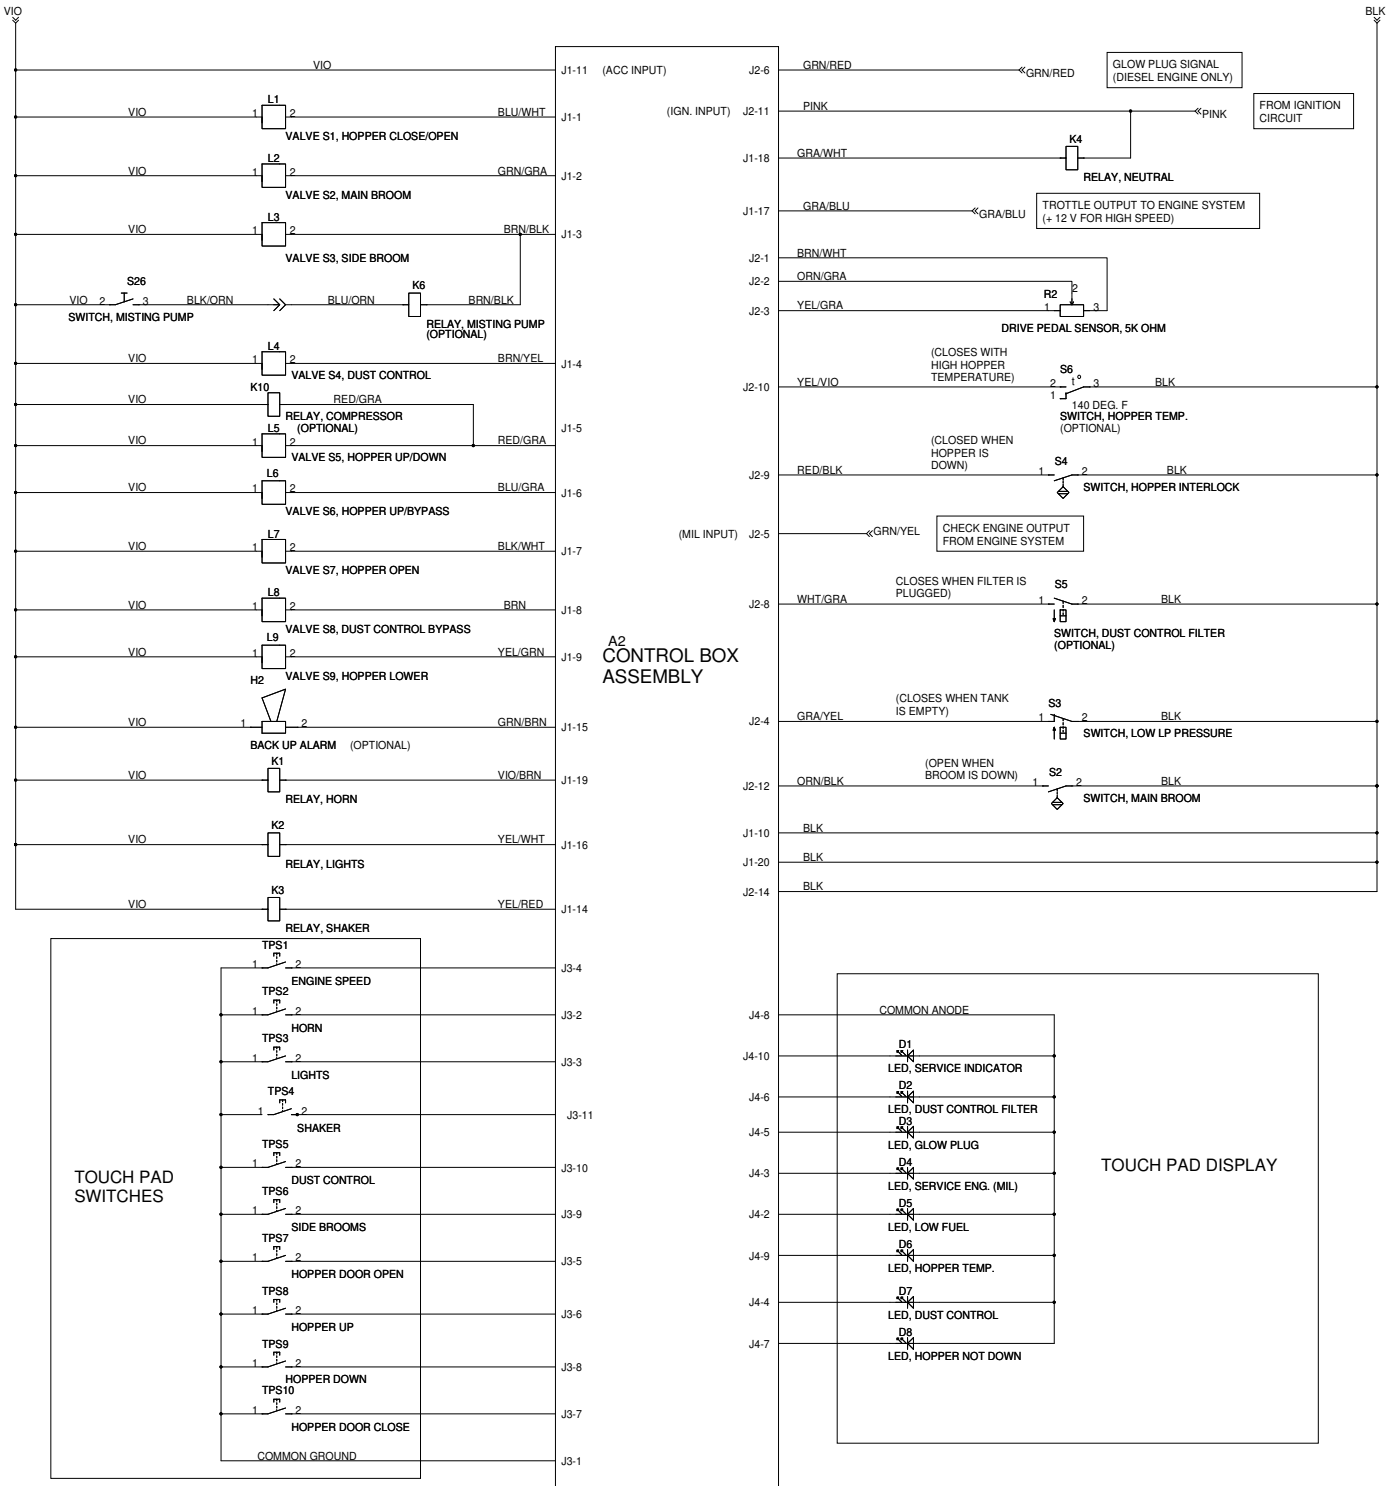 VIO
BLK
VIO
J1-11 (ACC INPUT)
VIO
L1
1 2
BLU/WHT
J1-1
VALVE S1, HOPPER CLOSE/OPEN
VIO
L2
1 2
GRN/GRA
J1-2
VALVE S2, MAIN BROOM
VIO
L3
1 2
BRN/BLK
J1-3
VALVE S3, SIDE BROOM
VIO
S26
2 3
BLK/ORN
BLU/ORN
K6
BRN/BLK
SWITCH, MISTING PUMP
RELAY, MISTING PUMP
(OPTIONAL)
VIO
L4
1 2
BRN/YEL
J1-4
VALVE S4, DUST CONTROL
VIO
K10
RED/GRA
RELAY, COMPRESSOR
(OPTIONAL)
J1-5
VIO
L5
1 2
RED/GRA
VALVE S5, HOPPER UP/DOWN
VIO
L6
1 2
BLU/GRA
J1-6
VALVE S6, HOPPER UP/BYPASS
VIO
L7
1 2
BLK/WHT
J1-7
VALVE S7, HOPPER OPEN
VIO
L8
1 2
BRN
J1-8
VALVE S8, DUST CONTROL BYPASS
VIO
L9
1 2
YEL/GRN
J1-9
VALVE S9, HOPPER LOWER
VIO
H2
1 2
GRN/BRN
J1-15
BACK UP ALARM (OPTIONAL)
VIO
K1
VIO/BRN
J1-19
RELAY, HORN
VIO
K2
YEL/WHT
J1-16
RELAY, LIGHTS
VIO
K3
YEL/RED
J1-14
RELAY, SHAKER
A2
CONTROL BOX
ASSEMBLY
J2-6
GRN/RED
GRN/RED
GLOW PLUG SIGNAL
(DIESEL ENGINE ONLY)
(IGN. INPUT) J2-11
PINK
PINK
FROM IGNITION
CIRCUIT
J1-18
GRA/WHT
K4
RELAY, NEUTRAL
J1-17
GRA/BLU
GRA/BLU
TROTTLE OUTPUT TO ENGINE SYSTEM
(+ 12 V FOR HIGH SPEED)
J2-1
BRN/WHT
J2-2
ORN/GRA
J2-3
YEL/GRA
R2
2
1 3
DRIVE PEDAL SENSOR, 5K OHM
(CLOSES WITH
HIGH HOPPER
TEMPERATURE)
J2-10
YEL/VIO
S6
t°
2 3
1
BLK
140 DEG. F
SWITCH, HOPPER TEMP.
(OPTIONAL)
(CLOSED WHEN
HOPPER IS
DOWN)
J2-9
RED/BLK
S4
1 2
BLK
SWITCH, HOPPER INTERLOCK
(MIL INPUT) J2-5
GRN/YEL
CHECK ENGINE OUTPUT
FROM ENGINE SYSTEM
CLOSES WHEN FILTER IS
PLUGGED)
J2-8
WHT/GRA
S5
1 2
BLK
SWITCH, DUST CONTROL FILTER
(OPTIONAL)
(CLOSES WHEN TANK
IS EMPTY)
J2-4
GRA/YEL
S3
1 2
BLK
SWITCH, LOW LP PRESSURE
(OPEN WHEN
BROOM IS DOWN)
J2-12
ORN/BLK
S2
1 2
BLK
SWITCH, MAIN BROOM
J1-10
BLK
J1-20
BLK
J2-14
BLK
TOUCH PAD
SWITCHES
TPS1
1 2
J3-4
ENGINE SPEED
TPS2
1 2
J3-2
HORN
TPS3
1 2
J3-3
LIGHTS
TPS4
1 2
J3-11
SHAKER
TPS5
1 2
J3-10
DUST CONTROL
TPS6
1 2
J3-9
SIDE BROOMS
TPS7
1 2
J3-5
HOPPER DOOR OPEN
TPS8
1 2
J3-6
HOPPER UP
TPS9
1 2
J3-8
HOPPER DOWN
TPS10
1 2
J3-7
HOPPER DOOR CLOSE
COMMON GROUND
J3-1
J4-8
COMMON ANODE
J4-10
D1
LED, SERVICE INDICATOR
J4-6
D2
LED, DUST CONTROL FILTER
J4-5
D3
LED, GLOW PLUG
J4-3
D4
LED, SERVICE ENG. (MIL)
J4-2
D5
LED, LOW FUEL
J4-9
D6
LED, HOPPER TEMP.
J4-4
D7
LED, DUST CONTROL
J4-7
D8
LED, HOPPER NOT DOWN
TOUCH PAD DISPLAY